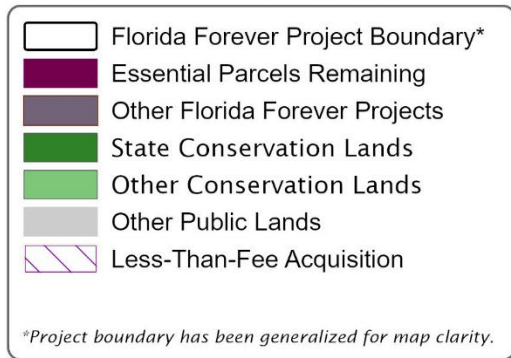 Florida Forever Project Boundary*
Essential Parcels Remaining
Other Florida Forever Projects
State Conservation Lands
Other Conservation Lands
Other Public Lands
Less-Than-Fee Acquisition
*Project boundary has been generalized for map clarity.